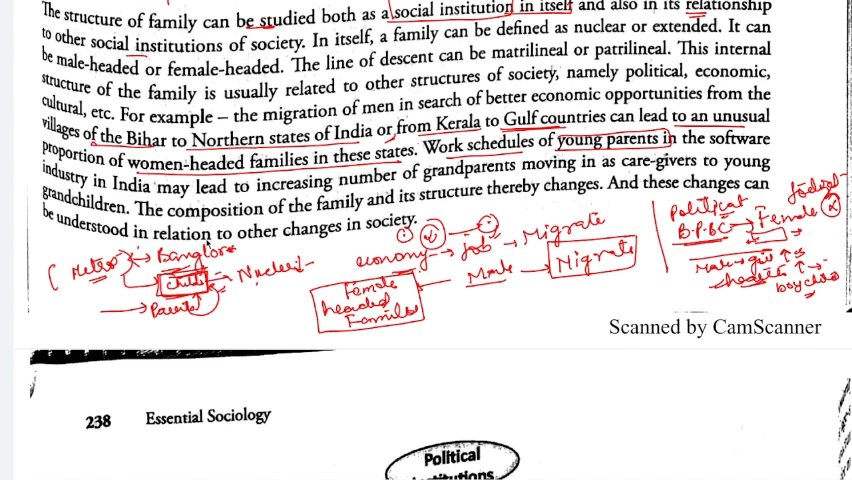 The structure of family can be studied both as a social institution in itself and also in its relationship
to other social institutions of society. In itself, a family can be defined as nuclear or extended. It can
be male-headed or female-headed. The line of descent can be matrilineal or patrilineal. This internal
structure of the family is usually related to other structures of society, namely political, economic,
cultural, etc. For example – the migration of men in search of better economic opportunities from the
villages of the Bihar to Northern states of India or from Kerala to Gulf countries can lead to an unusual
proportion of women-headed families in these states. Work schedules of young parents in the software
industry in India may lead to increasing number of grandparents moving in as care-givers to young
grandchildren. The composition of the family and its structure thereby changes. And these changes can
be understood in relation to other changes in society.
Political
B.P.B.C → Female
economy → Job → Migrate
Male → Migrate
Female
headed
Families
Metro
Banglore
Child
Parents
Scanned by CamScanner
238 Essential Sociology
Political